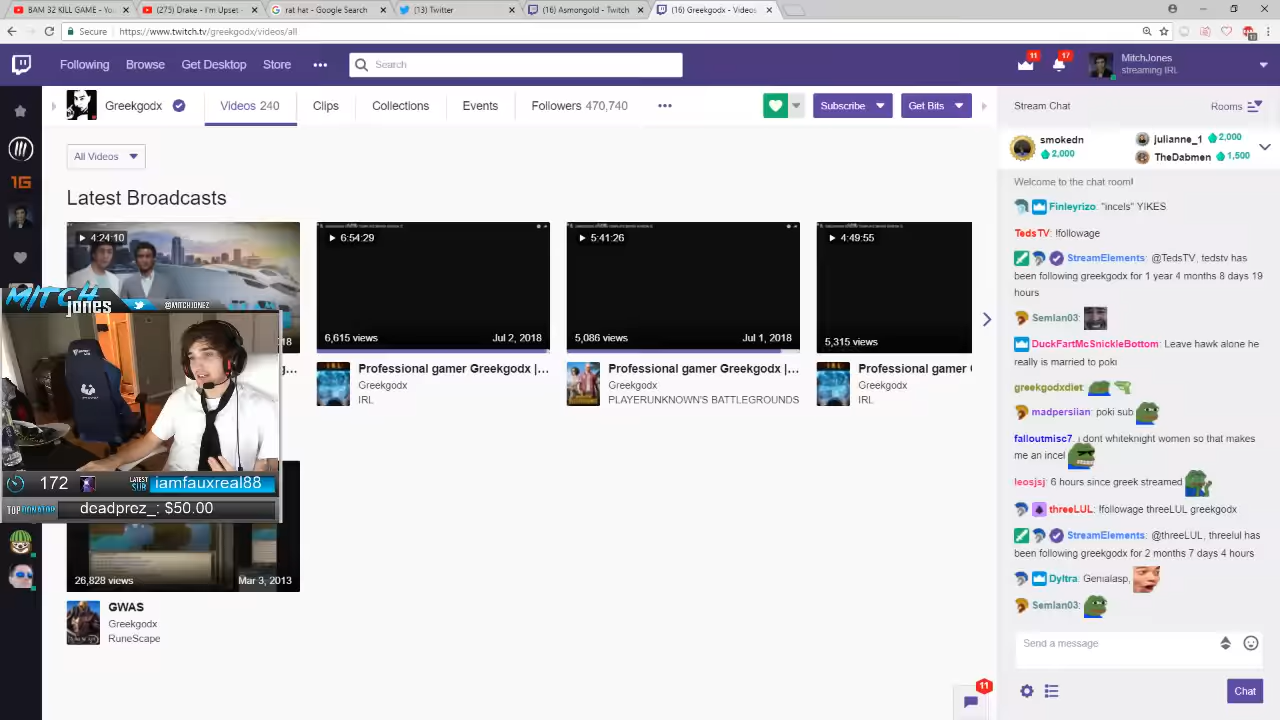 BAM 32 KILL GAME - Yo
(275) Drake - I'm Upset -
rat hat - Google Search
(13) Twitter
(16) Asmongold - Twitch
(16) Greekgodx - Videos
Secure https://www.twitch.tv/greekgodx/videos/all
Following
Browse
Get Desktop
Store
Search
11
17
MitchJones
streaming IRL
Greekgodx
Videos 240
Clips
Collections
Events
Followers 470,740
Subscribe
Get Bits
Stream Chat
Rooms
All Videos
Latest Broadcasts
4:24:10
6:54:29
6,615 views
Jul 2, 2018
Professional gamer Greekgodx |...
Greekgodx
IRL
5:41:26
5,086 views
Jul 1, 2018
Professional gamer Greekgodx |...
Greekgodx
PLAYERUNKNOWN'S BATTLEGROUNDS
4:49:55
5,315 views
Professional gamer
Greekgodx
IRL
MITCH
jones
@MITCHJONEZ
172
LATEST SUB
iamfauxreal88
TOP DONATOR
deadprez_: $50.00
26,828 views
Mar 3, 2013
GWAS
Greekgodx
RuneScape
smokedn
2,000
julianne_1 2,000
TheDabmen 1,500
Welcome to the chat room!
Finleyrizo: "incels" YiKES
TedsTV: !followage
StreamElements: @TedsTV, tedstv has
been following greekgodx for 1 year 4 months 8 days 19
hours
Semlan03:
DuckFartMcSnickleBottom: Leave hawk alone he
really is married to poki
greekgodxdiet:
madpersiian: poki sub
falloutmisc7: i dont whiteknight women so that makes
me an incel
leosjsj: 6 hours since greek streamed
threeLUL: !followage threeLUL greekgodx
StreamElements: @threeLUL, threelul has
been following greekgodx for 2 months 7 days 4 hours
Dyltra: Genialasp,
Semlan03:
Send a message
Chat
11